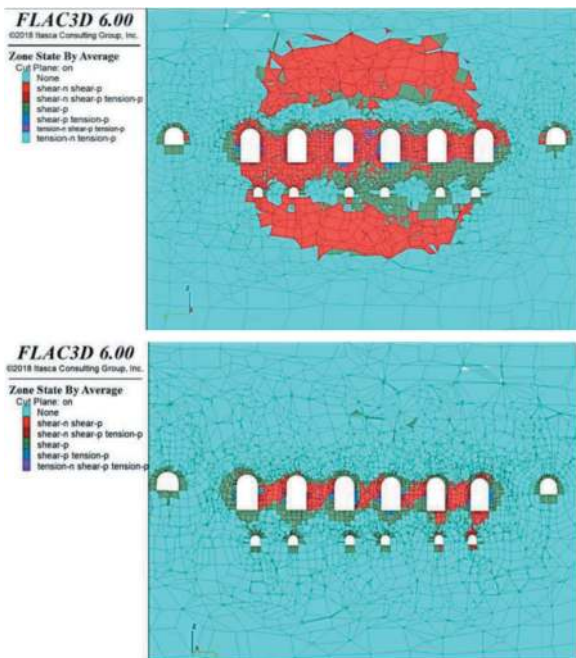 FLAC3D 6.00
©2018 Itasca Consulting Group, Inc.
Zone State By Average
Cut Plane: on
None
shear-n shear-p
shear-n shear-p tension-p
shear-p
shear-p tension-p
tension-n shear-p tension-p
tension-n tension-p
FLAC3D 6.00
©2018 Itasca Consulting Group, Inc.
Zone State By Average
Cut Plane: on
None
shear-n shear-p
shear-n shear-p tension-p
shear-p
shear-p tension-p
tension-n shear-p tension-p